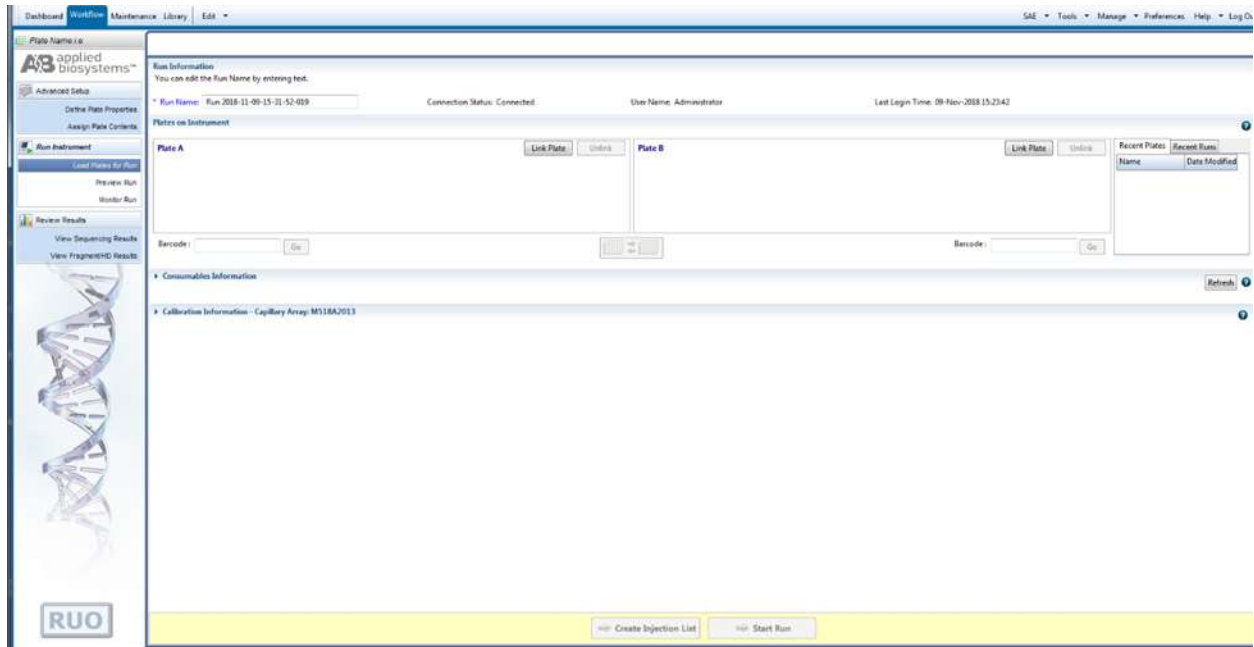 Dashboard Workflow Maintenance Library Edit SAE Tools Manage Preferences Help Log Ou
Plate Name:i.e
AB applied biosystems™
Advanced Setup
Define Plate Properties
Assign Plate Contents
Run Instrument
Load Plates for Run
Preview Run
Monitor Run
Review Results
View Sequencing Results
View Fragment/HID Results
RUO
Run Information
You can edit the Run Name by entering text.
* Run Name: Run 2018-11-09-15-31-52-019 Connection Status: Connected User Name: Administrator Last Login Time: 09-Nov-2018 15:23:42
Plates on Instrument
Plate A Link Plate Unlink Plate B Link Plate Unlink Recent Plates Recent Runs
Name Date Modified
Barcode: Go Barcode: Go
Consumables Information Refresh
Calibration Information - Capillary Array: M518A2013
Create Injection List Start Run